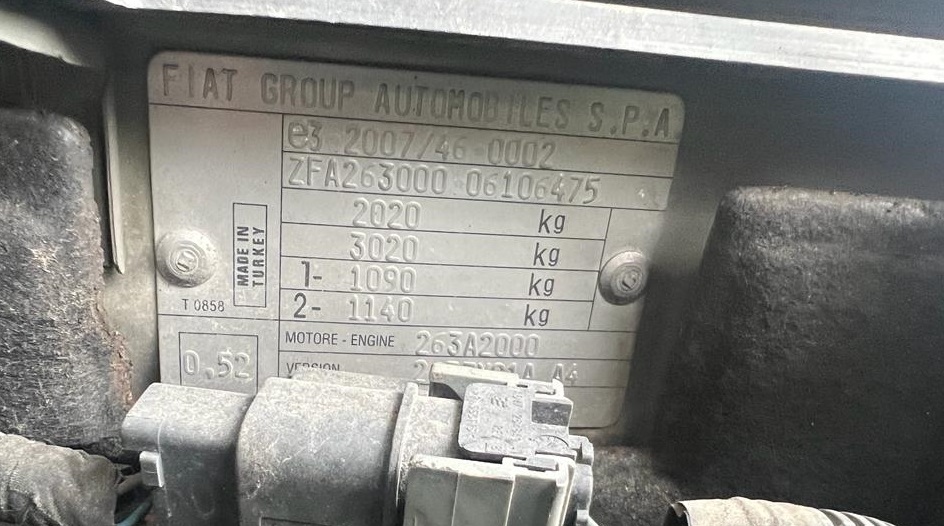 FIAT GROUP AUTOMOBILES S.P.A
e3 2007/46 0002
ZFA263000 06106475
2020 kg
3020 kg
1- 1090 kg
2- 1140 kg
MADE IN
TURKEY
T 0858
MOTORE - ENGINE 263A2000
0.52
VERSION